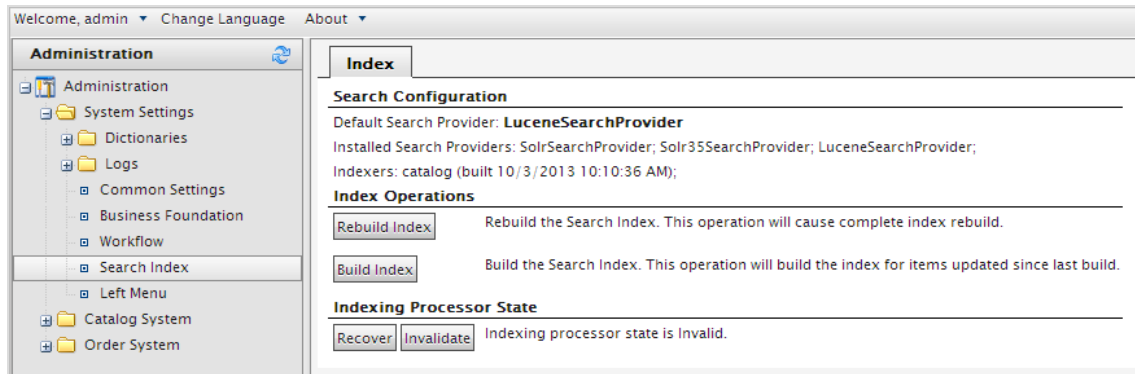 Welcome, admin Change Language About
Administration
Administration
System Settings
Dictionaries
Logs
Common Settings
Business Foundation
Workflow
Search Index
Left Menu
Catalog System
Order System
Index
Search Configuration
Default Search Provider: LuceneSearchProvider
Installed Search Providers: SolrSearchProvider; Solr35SearchProvider; LuceneSearchProvider;
Indexers: catalog (built 10/3/2013 10:10:36 AM);
Index Operations
Rebuild Index Rebuild the Search Index. This operation will cause complete index rebuild.
Build Index Build the Search Index. This operation will build the index for items updated since last build.
Indexing Processor State
Recover Invalidate Indexing processor state is Invalid.